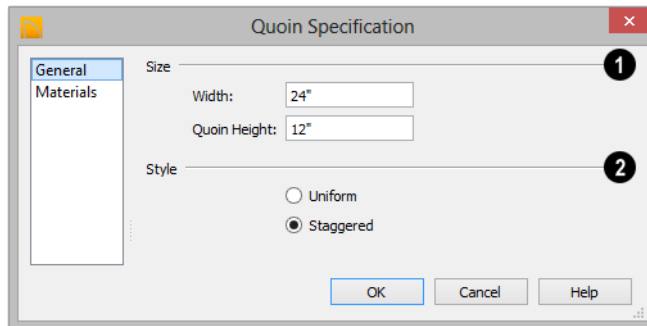 Quoin Specification
General
Materials
Size
1
Width: 24"
Quoin Height: 12"
Style
2
Uniform
Staggered
OK Cancel Help